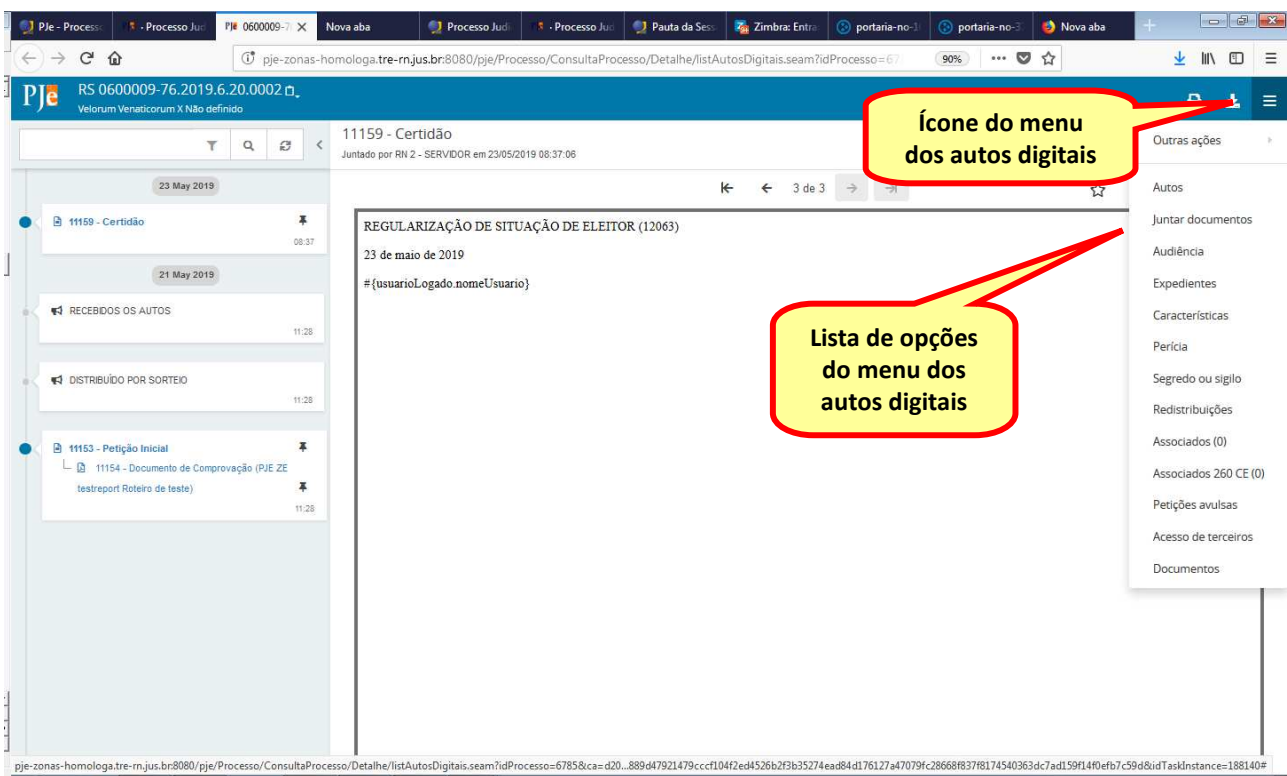 PJe - Process
- Processo Jud
PJe 0600009-7
Nova aba
Processo Judi
- Processo Jud
Pauta da Sess
Zimbra: Entra
portaria-no-1
portaria-no-3
Nova aba
pje-zonas-homologa.tre-rn.jus.br:8080/pje/Processo/ConsultaProcesso/Detalhe/listAutosDigitais.seam?idProcesso=67
90%
PJe
RS 0600009-76.2019.6.20.0002
Velorum Venaticorum X Não definido
Ícone do menu
dos autos digitais
11159 - Certidão
Juntado por RN 2 - SERVIDOR em 23/05/2019 08:37:06
3 de 3
23 May 2019
11159 - Certidão
08:37
21 May 2019
RECEBIDOS OS AUTOS
11:28
DISTRIBUÍDO POR SORTEIO
11:28
11153 - Petição Inicial
11154 - Documento de Comprovação (PJE ZE
testreport Roteiro de teste)
11:28
REGULARIZAÇÃO DE SITUAÇÃO DE ELEITOR (12063)
23 de maio de 2019
#{usuarioLogado.nomeUsuario}
Lista de opções
do menu dos
autos digitais
Outras ações
Autos
Juntar documentos
Audiência
Expedientes
Características
Perícia
Segredo ou sigilo
Redistribuições
Associados (0)
Associados 260 CE (0)
Petições avulsas
Acesso de terceiros
Documentos
pje-zonas-homologa.tre-rn.jus.br:8080/pje/Processo/ConsultaProcesso/Detalhe/listAutosDigitais.seam?idProcesso=6785&ca=d20...889d47921479cccf104f2ed4526b2f3b35274ead84d176127a47079fc28668f837f8174540363dc7ad159f14f0efb7c59d&idTaskInstance=188140#